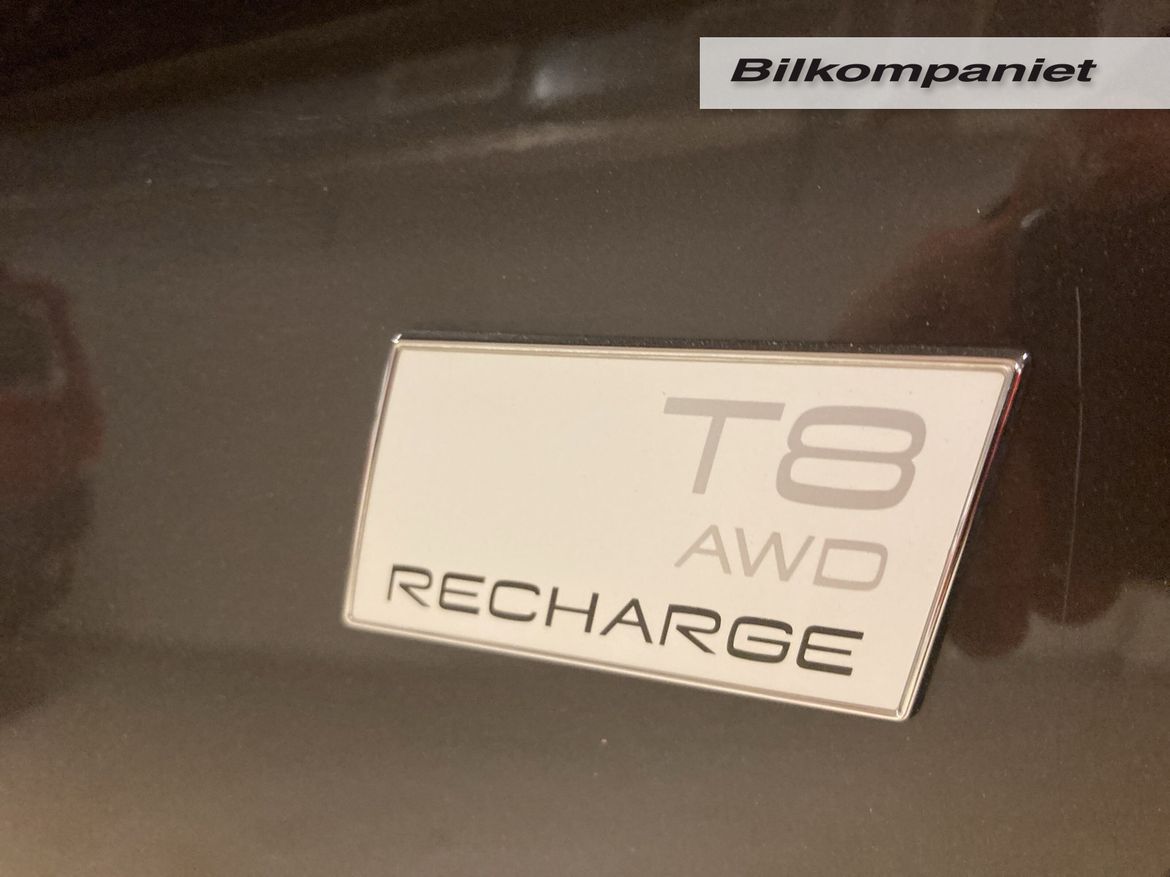 Bilkompaniet
T8
AWD
RECHARGE